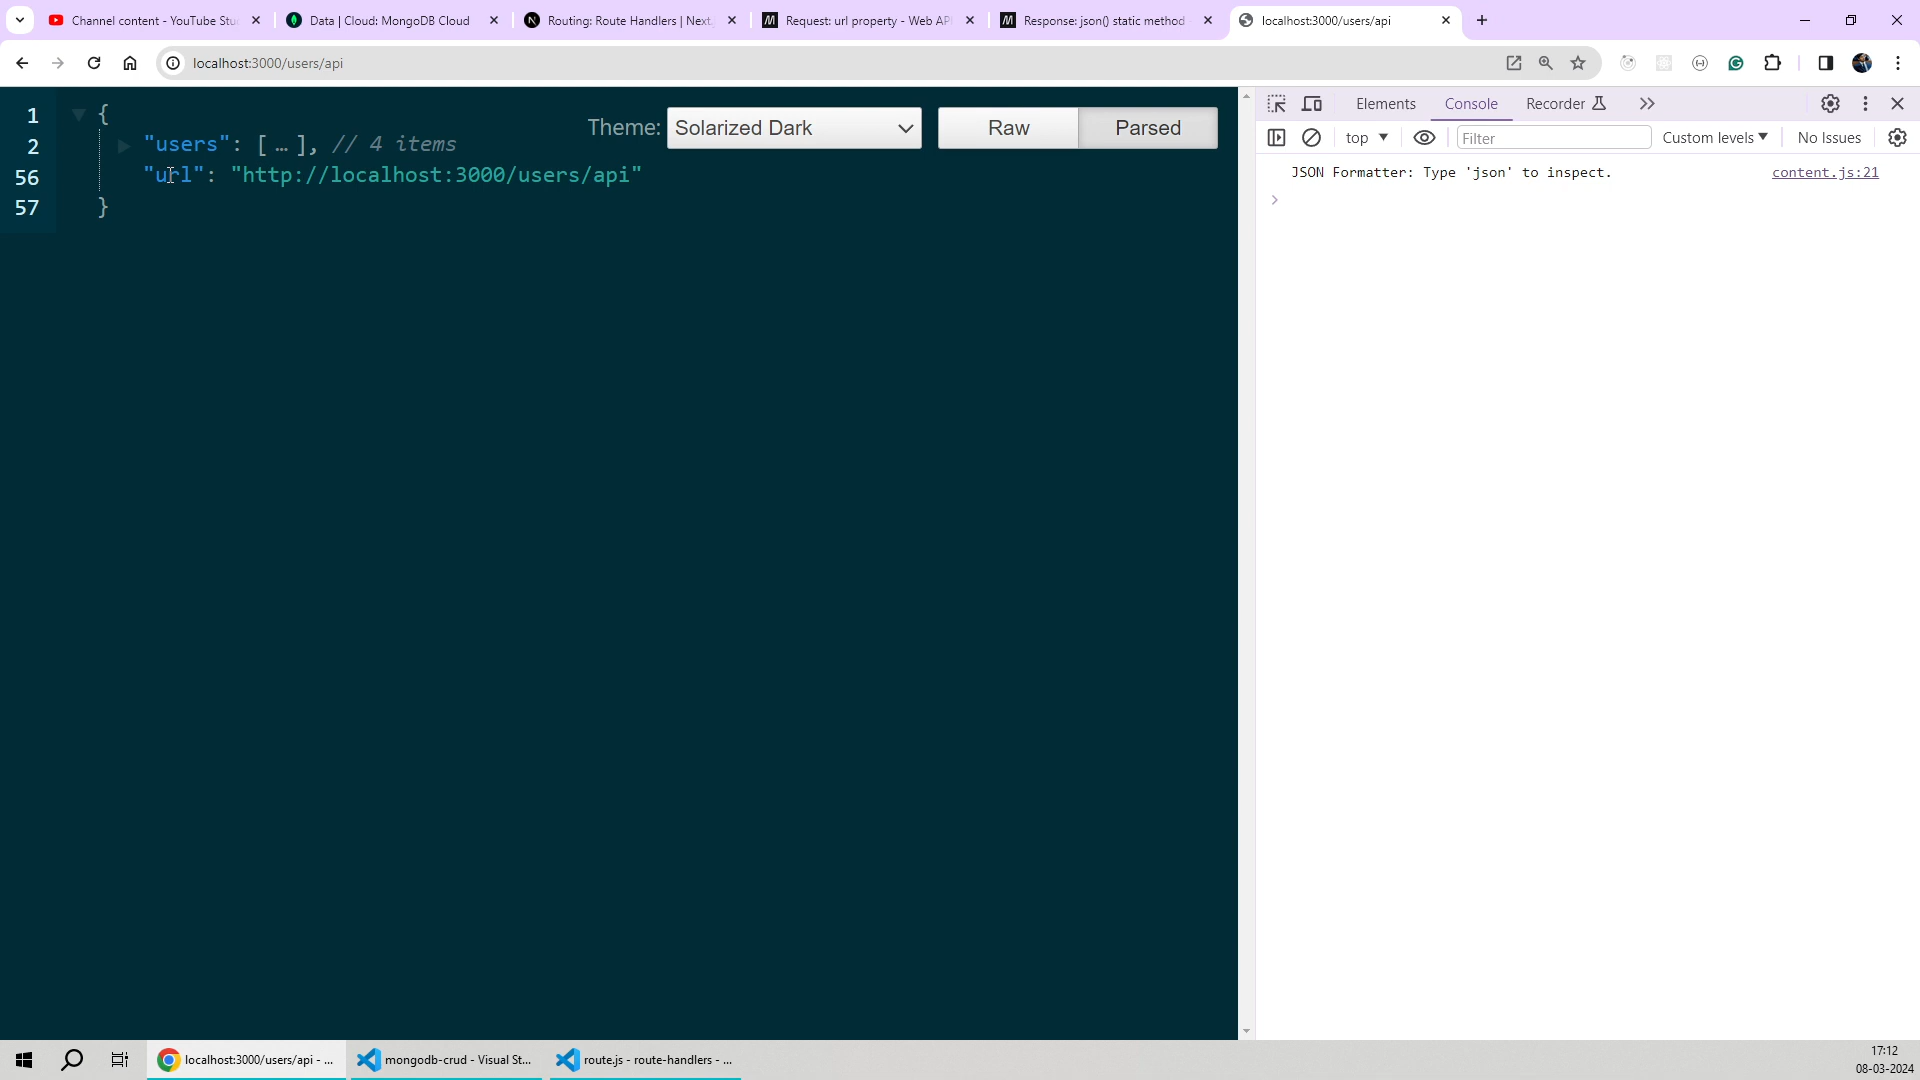 Channel content - YouTube Stu
Data | Cloud: MongoDB Cloud
Routing: Route Handlers | Next.
Request: url property - Web API
Response: json() static method
localhost:3000/users/api
localhost:3000/users/api
1 {
2 "users": [ … ], // 4 items
56 "url": "http://localhost:3000/users/api"
57 }
Theme: Solarized Dark Raw Parsed
Elements Console Recorder
top Filter Custom levels No Issues
JSON Formatter: Type 'json' to inspect. content.js:21
localhost:3000/users/api - ...
mongodb-crud - Visual St...
route.js - route-handlers - ...
17:12
08-03-2024